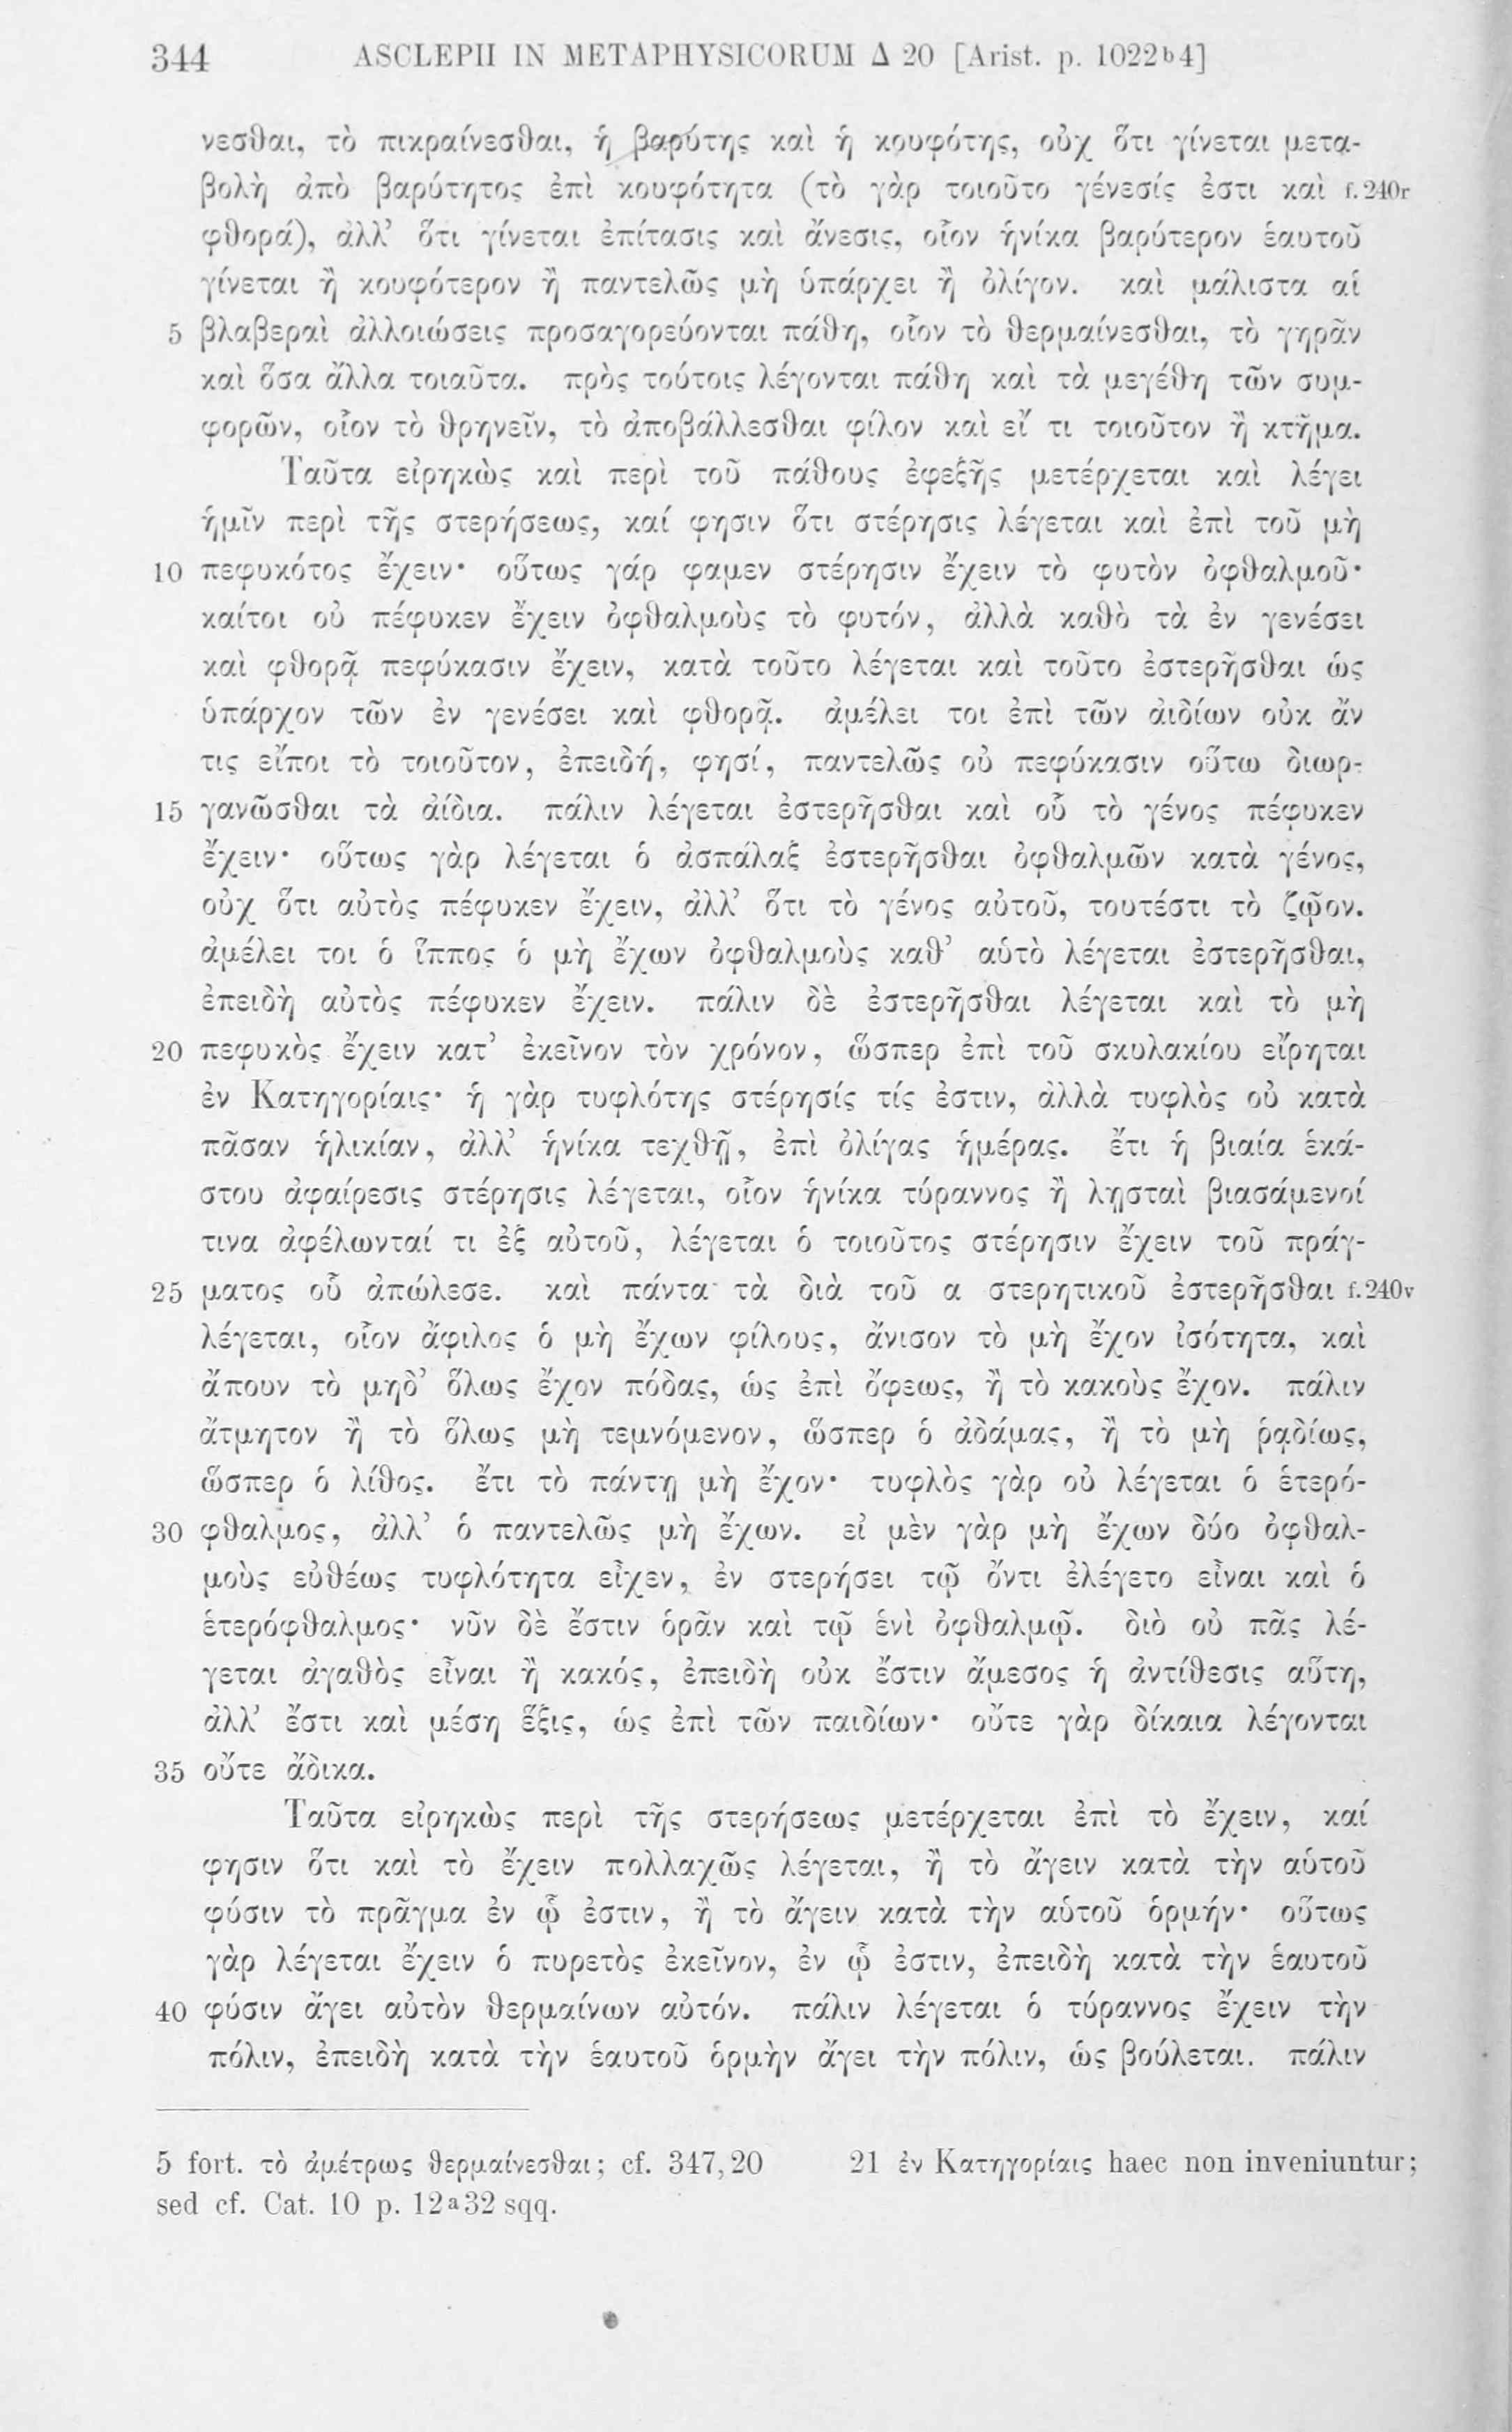 344 ASCLEPII IN METAPHYSICORUM Δ 20 [Arist. p. 1022b4]
νεσθαι, τὸ πικραίνεσθαι, ἡ βαρύτης καὶ ἡ κουφότης, οὐχ ὅτι γίνεται μετα-
βολὴ ἀπὸ βαρύτητος ἐπὶ κουφότητα (τὸ γὰρ τοιοῦτο γένεσίς ἐστι καὶ f. 240r
φθορά), ἀλλ’ ὅτι γίνεται ἐπίτασις καὶ ἄνεσις, οἷον ἡνίκα βαρύτερον ἑαυτοῦ
γίνεται ἢ κουφότερον ἢ παντελῶς μὴ ὑπάρχει ἢ ὀλίγον. καὶ μάλιστα αἱ
5 βλαβεραὶ ἀλλοιώσεις προσαγορεύονται πάθη, οἷον τὸ θερμαίνεσθαι, τὸ γηρᾶν
καὶ ὅσα ἄλλα τοιαῦτα. πρὸς τούτοις λέγονται πάθη καὶ τὰ μεγέθη τῶν συμ-
φορῶν, οἷον τὸ θρηνεῖν, τὸ ἀποβάλλεσθαι φίλον καὶ εἴ τι τοιοῦτον ἢ κτῆμα.
Ταῦτα εἰρηκὼς καὶ περὶ τοῦ πάθους ἐφεξῆς μετέρχεται καὶ λέγει
ἡμῖν περὶ τῆς στερήσεως, καί φησιν ὅτι στέρησις λέγεται καὶ ἐπὶ τοῦ μὴ
10 πεφυκότος ἔχειν· οὕτως γάρ φαμεν στέρησιν ἔχειν τὸ φυτὸν ὀφθαλμοῦ·
καίτοι οὐ πέφυκεν ἔχειν ὀφθαλμοὺς τὸ φυτόν, ἀλλὰ καθὸ τὰ ἐν γενέσει
καὶ φθορᾷ πεφύκασιν ἔχειν, κατὰ τοῦτο λέγεται καὶ τοῦτο ἐστερῆσθαι ὡς
ὑπάρχον τῶν ἐν γενέσει καὶ φθορᾷ. ἀμέλει τοι ἐπὶ τῶν ἀιδίων οὐκ ἄν
τις εἴποι τὸ τοιοῦτον, ἐπειδή, φησί, παντελῶς οὐ πεφύκασιν οὕτω διωρ-
15 γανῶσθαι τὰ ἀίδια. πάλιν λέγεται ἐστερῆσθαι καὶ οὗ τὸ γένος πέφυκεν
ἔχειν· οὕτως γὰρ λέγεται ὁ ἀσπάλαξ ἐστερῆσθαι ὀφθαλμῶν κατὰ γένος,
οὐχ ὅτι αὐτὸς πέφυκεν ἔχειν, ἀλλ’ ὅτι τὸ γένος αὐτοῦ, τουτέστι τὸ ζῷον.
ἀμέλει τοι ὁ ἵππος ὁ μὴ ἔχων ὀφθαλμοὺς καθ’ αὑτὸ λέγεται ἐστερῆσθαι,
ἐπειδὴ αὐτὸς πέφυκεν ἔχειν. πάλιν δὲ ἐστερῆσθαι λέγεται καὶ τὸ μὴ
20 πεφυκὸς ἔχειν κατ’ ἐκεῖνον τὸν χρόνον, ὥσπερ ἐπὶ τοῦ σκυλακίου εἴρηται
ἐν Κατηγορίαις· ἡ γὰρ τυφλότης στέρησίς τίς ἐστιν, ἀλλὰ τυφλὸς οὐ κατὰ
πᾶσαν ἡλικίαν, ἀλλ’ ἡνίκα τεχθῇ, ἐπὶ ὀλίγας ἡμέρας. ἔτι ἡ βιαία ἑκά-
στου ἀφαίρεσις στέρησις λέγεται, οἷον ἡνίκα τύραννος ἢ λῃσταὶ βιασάμενοί
τινα ἀφέλωνταί τι ἐξ αὐτοῦ, λέγεται ὁ τοιοῦτος στέρησιν ἔχειν τοῦ πράγ-
25 ματος οὗ ἀπώλεσε. καὶ πάντα τὰ διὰ τοῦ α στερητικοῦ ἐστερῆσθαι f. 240v
λέγεται, οἷον ἄφιλος ὁ μὴ ἔχων φίλους, ἄνισον τὸ μὴ ἔχον ἰσότητα, καὶ
ἄπουν τὸ μηδ’ ὅλως ἔχον πόδας, ὡς ἐπὶ ὄφεως, ἢ τὸ κακοὺς ἔχον. πάλιν
ἄτμητον ἢ τὸ ὅλως μὴ τεμνόμενον, ὥσπερ ὁ ἀδάμας, ἢ τὸ μὴ ῥᾳδίως,
ὥσπερ ὁ λίθος. ἔτι τὸ πάντῃ μὴ ἔχον· τυφλὸς γὰρ οὐ λέγεται ὁ ἑτερό-
30 φθαλμος, ἀλλ’ ὁ παντελῶς μὴ ἔχων. εἰ μὲν γὰρ μὴ ἔχων δύο ὀφθαλ-
μοὺς εὐθέως τυφλότητα εἶχεν, ἐν στερήσει τῷ ὄντι ἐλέγετο εἶναι καὶ ὁ
ἑτερόφθαλμος· νῦν δὲ ἔστιν ὁρᾶν καὶ τῷ ἑνὶ ὀφθαλμῷ. διὸ οὐ πᾶς λέ-
γεται ἀγαθὸς εἶναι ἢ κακός, ἐπειδὴ οὐκ ἔστιν ἄμεσος ἡ ἀντίθεσις αὕτη,
ἀλλ’ ἔστι καὶ μέση ἕξις, ὡς ἐπὶ τῶν παιδίων· οὔτε γὰρ δίκαια λέγονται
35 οὔτε ἄδικα.
Ταῦτα εἰρηκὼς περὶ τῆς στερήσεως μετέρχεται ἐπὶ τὸ ἔχειν, καί
φησιν ὅτι καὶ τὸ ἔχειν πολλαχῶς λέγεται, ἢ τὸ ἄγειν κατὰ τὴν αὑτοῦ
φύσιν τὸ πρᾶγμα ἐν ᾧ ἐστιν, ἢ τὸ ἄγειν κατὰ τὴν αὑτοῦ ὁρμήν· οὕτως
γὰρ λέγεται ἔχειν ὁ πυρετὸς ἐκεῖνον, ἐν ᾧ ἐστιν, ἐπειδὴ κατὰ τὴν ἑαυτοῦ
40 φύσιν ἄγει αὐτὸν θερμαίνων αὐτόν. πάλιν λέγεται ὁ τύραννος ἔχειν τὴν
πόλιν, ἐπειδὴ κατὰ τὴν ἑαυτοῦ ὁρμὴν ἄγει τὴν πόλιν, ὡς βούλεται. πάλιν
5 fort. τὸ ἀμέτρως θερμαίνεσθαι; cf. 347,20 21 ἐν Κατηγορίαις haec non inveniuntur;
sed cf. Cat. 10 p. 12a32 sqq.